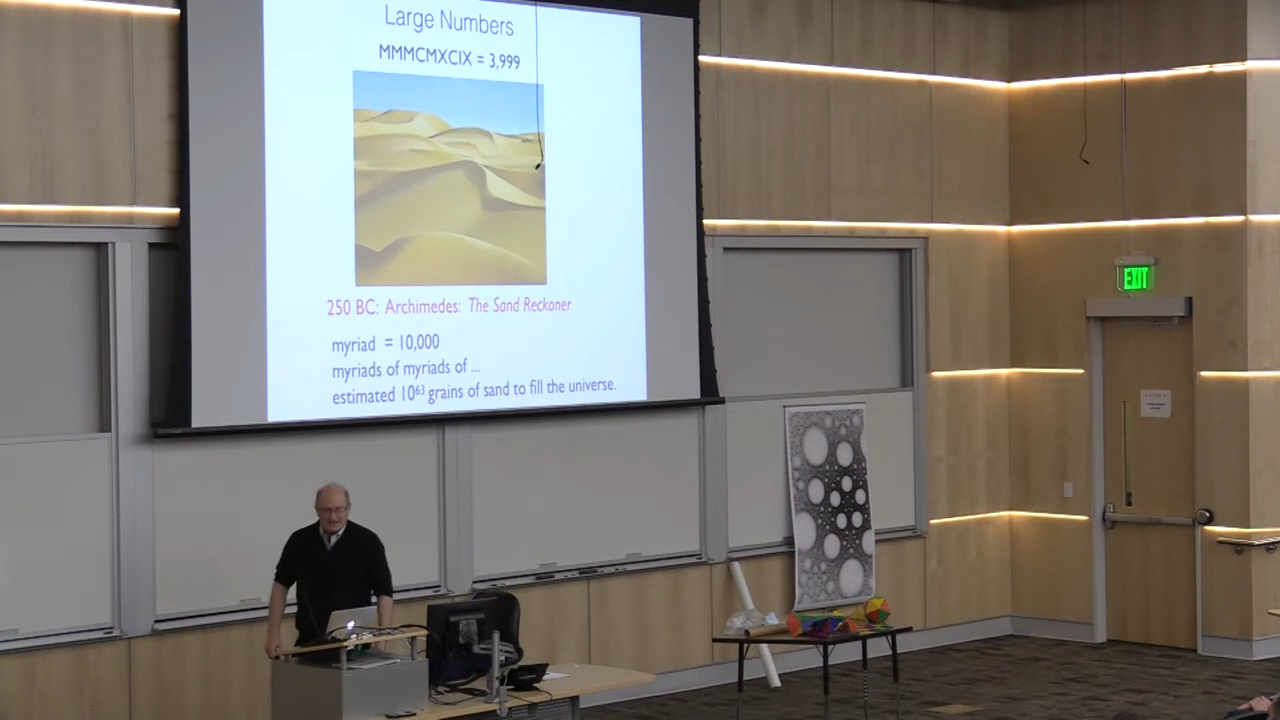 Large Numbers
MMMCMXCIX = 3,999
250 BC: Archimedes: The Sand Reckoner
myriad = 10,000
myriads of myriads of ...
estimated 10⁶³ grains of sand to fill the universe.
EXIT